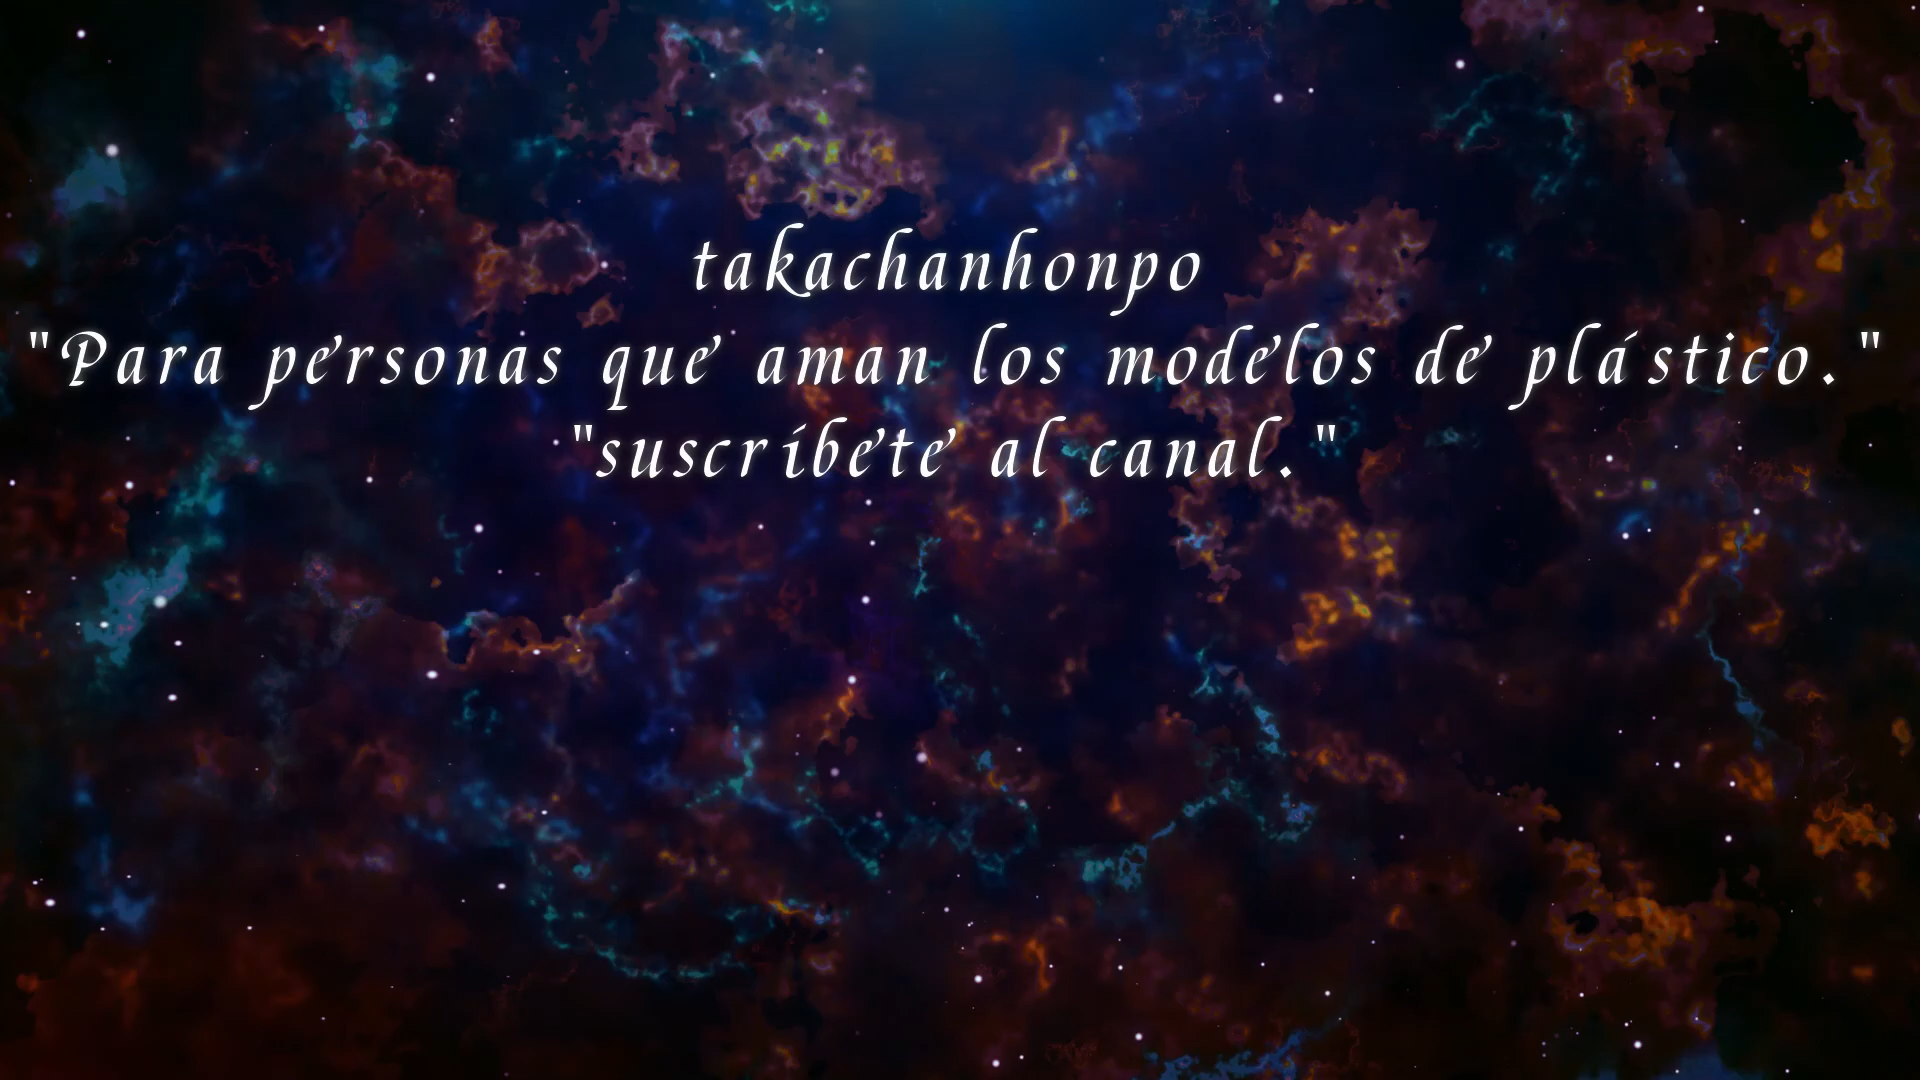 takachanhonpo
"Para personas que aman los modelos de plástico."
"suscríbete al canal."